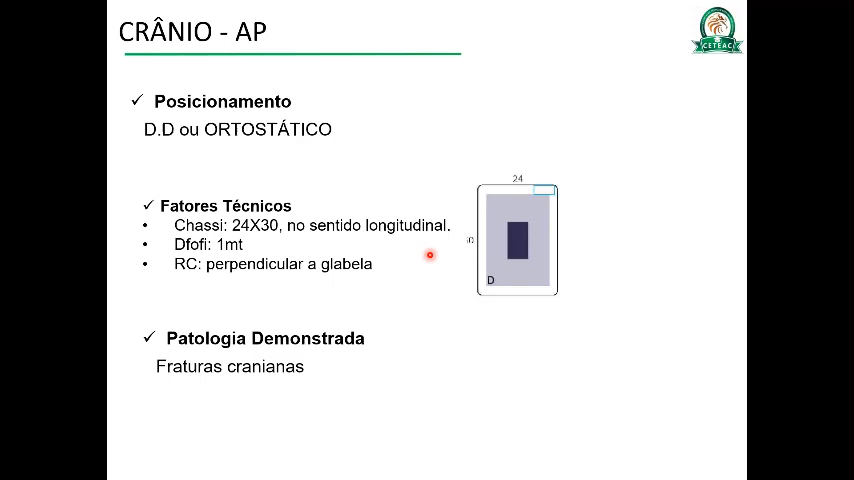 CRÂNIO - AP
CETEAC
✓ Posicionamento
D.D ou ORTOSTÁTICO
✓ Fatores Técnicos
• Chassi: 24X30, no sentido longitudinal.
• Dfofi: 1mt
• RC: perpendicular a glabela
24
D
✓ Patologia Demonstrada
Fraturas cranianas